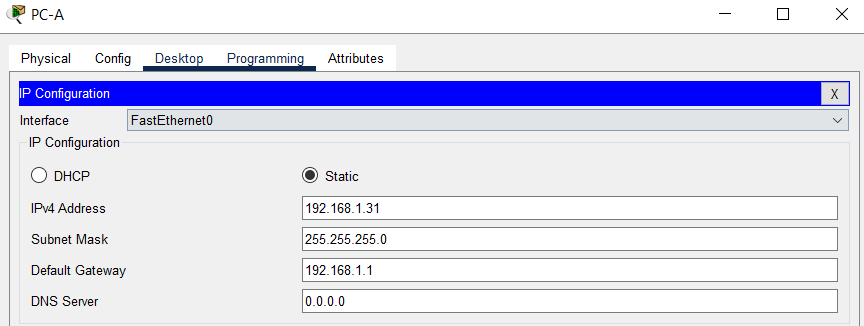 PC-A
Physical Config Desktop Programming Attributes
IP Configuration X
Interface FastEthernet0
IP Configuration
DHCP Static
IPv4 Address 192.168.1.31
Subnet Mask 255.255.255.0
Default Gateway 192.168.1.1
DNS Server 0.0.0.0